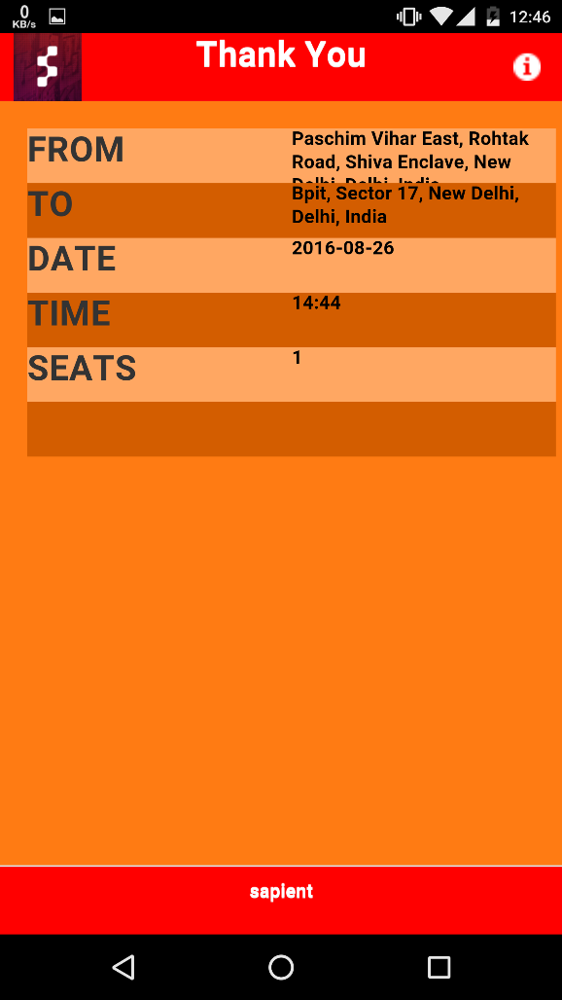 0
KB/s
12:46
Thank You
FROM
Paschim Vihar East, Rohtak
Road, Shiva Enclave, New
Delhi, Delhi, India
TO
Bpit, Sector 17, New Delhi,
Delhi, India
DATE
2016-08-26
TIME
14:44
SEATS
1
sapient